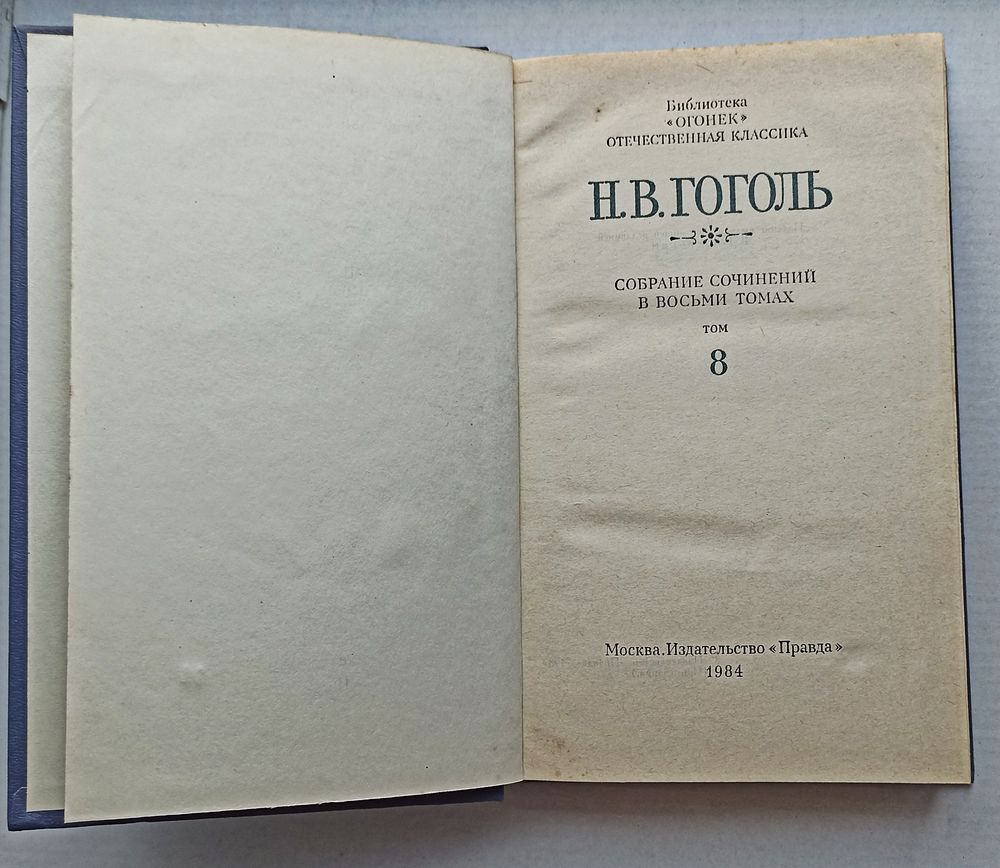 Библиотека
«ОГОНЕК»
ОТЕЧЕСТВЕННАЯ КЛАССИКА
Н.В.ГОГОЛЬ
СОБРАНИЕ СОЧИНЕНИЙ
В ВОСЬМИ ТОМАХ
ТОМ
8
Москва.Издательство «Правда»
1984